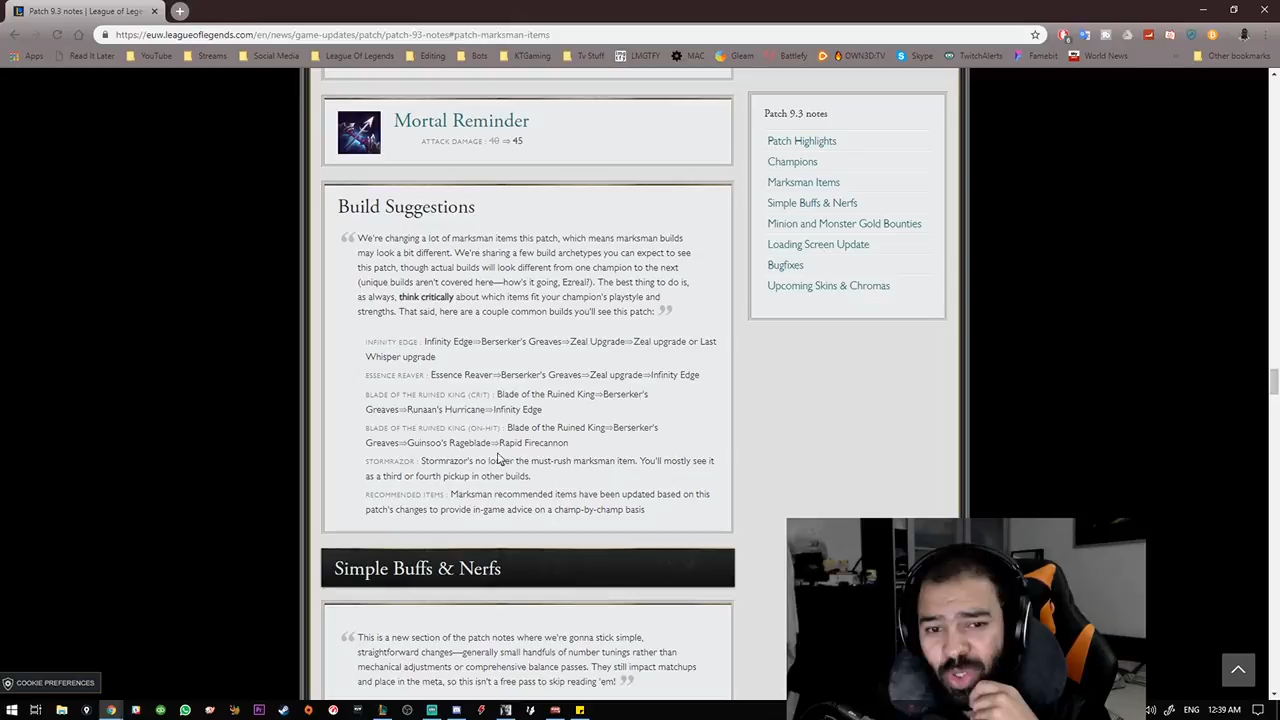 Patch 9.3 notes | League of Leg
https://euw.leagueoflegends.com/en/news/game-updates/patch/patch-93-notes#patch-marksman-items
Apps Read It Later YouTube Streams Social Media League Of Legends Editing Bots KTGaming Tv Stuff LMGTFY MAC Gleam Battlefy OWN3D:TV Skype TwitchAlerts Famebit World News Other bookmarks
Mortal Reminder
ATTACK DAMAGE : 40 ⇒ 45
Build Suggestions
We're changing a lot of marksman items this patch, which means marksman builds
may look a bit different. We're sharing a few build archetypes you can expect to see
this patch, though actual builds will look different from one champion to the next
(unique builds aren't covered here—how's it going, Ezreal?). The best thing to do is,
as always, think critically about which items fit your champion's playstyle and
strengths. That said, here are a couple common builds you'll see this patch:
INFINITY EDGE : Infinity Edge⇒Berserker's Greaves⇒Zeal Upgrade⇒Zeal upgrade or Last
Whisper upgrade
ESSENCE REAVER : Essence Reaver⇒Berserker's Greaves⇒Zeal upgrade⇒Infinity Edge
BLADE OF THE RUINED KING (CRIT) : Blade of the Ruined King⇒Berserker's
Greaves⇒Runaan's Hurricane⇒Infinity Edge
BLADE OF THE RUINED KING (ON-HIT) : Blade of the Ruined King⇒Berserker's
Greaves⇒Guinsoo's Rageblade⇒Rapid Firecannon
STORMRAZOR : Stormrazor's no longer the must-rush marksman item. You'll mostly see it
as a third or fourth pickup in other builds.
RECOMMENDED ITEMS : Marksman recommended items have been updated based on this
patch's changes to provide in-game advice on a champ-by-champ basis
Simple Buffs & Nerfs
This is a new section of the patch notes where we're gonna stick simple,
straightforward changes—generally small handfuls of number tunings rather than
mechanical adjustments or comprehensive balance passes. They still impact matchups
and place in the meta, so this isn't a free pass to skip reading 'em!
Patch 9.3 notes
Patch Highlights
Champions
Marksman Items
Simple Buffs & Nerfs
Minion and Monster Gold Bounties
Loading Screen Update
Bugfixes
Upcoming Skins & Chromas
COOKIE PREFERENCES
ENG 12:39 AM